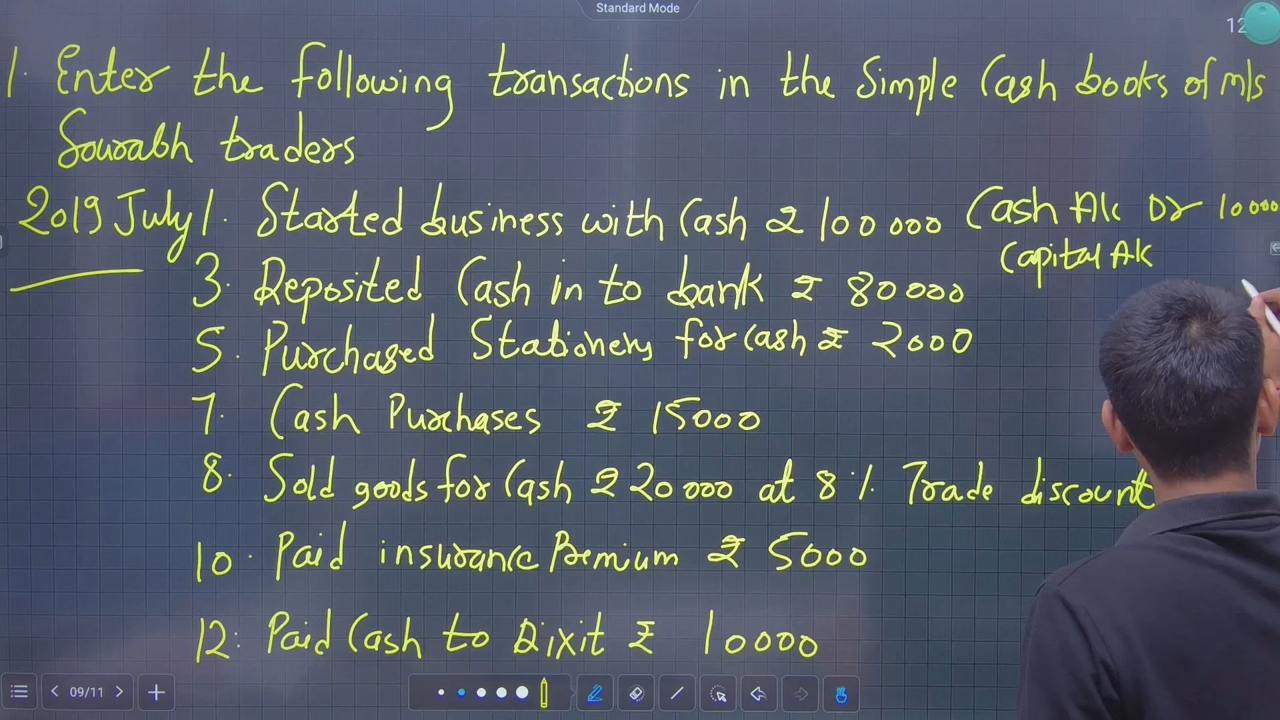 Standard Mode
12
1. Enter the following transactions in the Simple Cash books of m/s
Sourabh traders
2019 July 1. Started business with Cash ₹ 100000 Cash A/c Dr 10000
Capital A/c
3. Deposited Cash in to bank ₹ 80000
5. Purchased Stationery for cash ₹ 2000
7. Cash Purchases ₹ 15000
8. Sold goods for Cash ₹ 20000 at 8 % Trade discount
10. Paid insurance Premium ₹ 5000
12. Paid Cash to Dixit ₹ 10000
09/11